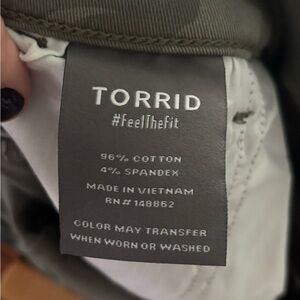 TORRID
#FeelTheFit
96% COTTON
4% SPANDEX
MADE IN VIETNAM
RN# 148862
COLOR MAY TRANSFER
WHEN WORN OR WASHED